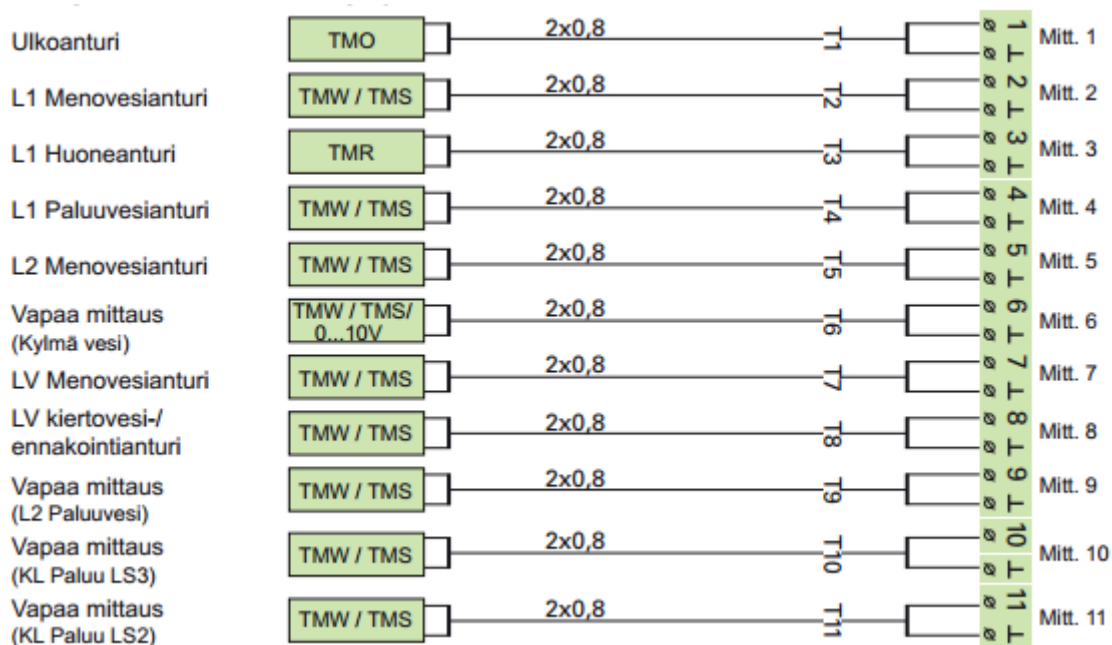 Ulkoanturi TMO 2x0,8 T1 1 ⊥ Mitt. 1
L1 Menovesianturi TMW / TMS 2x0,8 T2 2 ⊥ Mitt. 2
L1 Huoneanturi TMR 2x0,8 T3 3 ⊥ Mitt. 3
L1 Paluuvesianturi TMW / TMS 2x0,8 T4 4 ⊥ Mitt. 4
L2 Menovesianturi TMW / TMS 2x0,8 T5 5 ⊥ Mitt. 5
Vapaa mittaus TMW / TMS/ 2x0,8 T6 6 ⊥ Mitt. 6
(Kylmä vesi) 0...10V
LV Menovesianturi TMW / TMS 2x0,8 T7 7 ⊥ Mitt. 7
LV kiertovesi-/ TMW / TMS 2x0,8 T8 8 ⊥ Mitt. 8
ennakointianturi
Vapaa mittaus TMW / TMS 2x0,8 T9 9 ⊥ Mitt. 9
(L2 Paluuvesi)
Vapaa mittaus TMW / TMS 2x0,8 T10 10 ⊥ Mitt. 10
(KL Paluu LS3)
Vapaa mittaus TMW / TMS 2x0,8 T11 11 ⊥ Mitt. 11
(KL Paluu LS2)